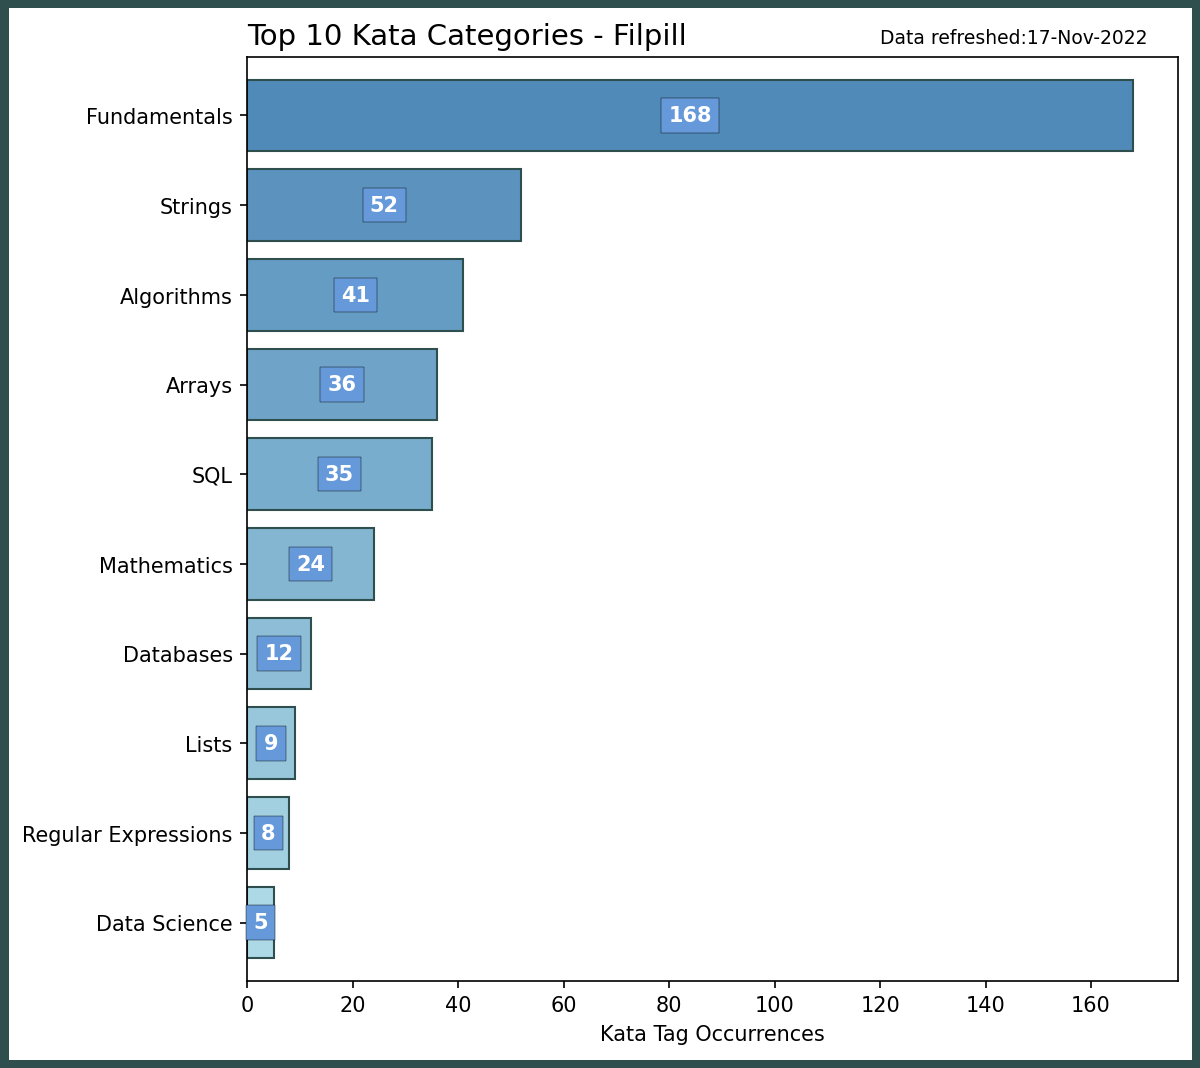 Top 10 Kata Categories - Filpill
Data refreshed:17-Nov-2022
Fundamentals 168
Strings 52
Algorithms 41
Arrays 36
SQL 35
Mathematics 24
Databases 12
Lists 9
Regular Expressions 8
Data Science 5
0 20 40 60 80 100 120 140 160
Kata Tag Occurrences